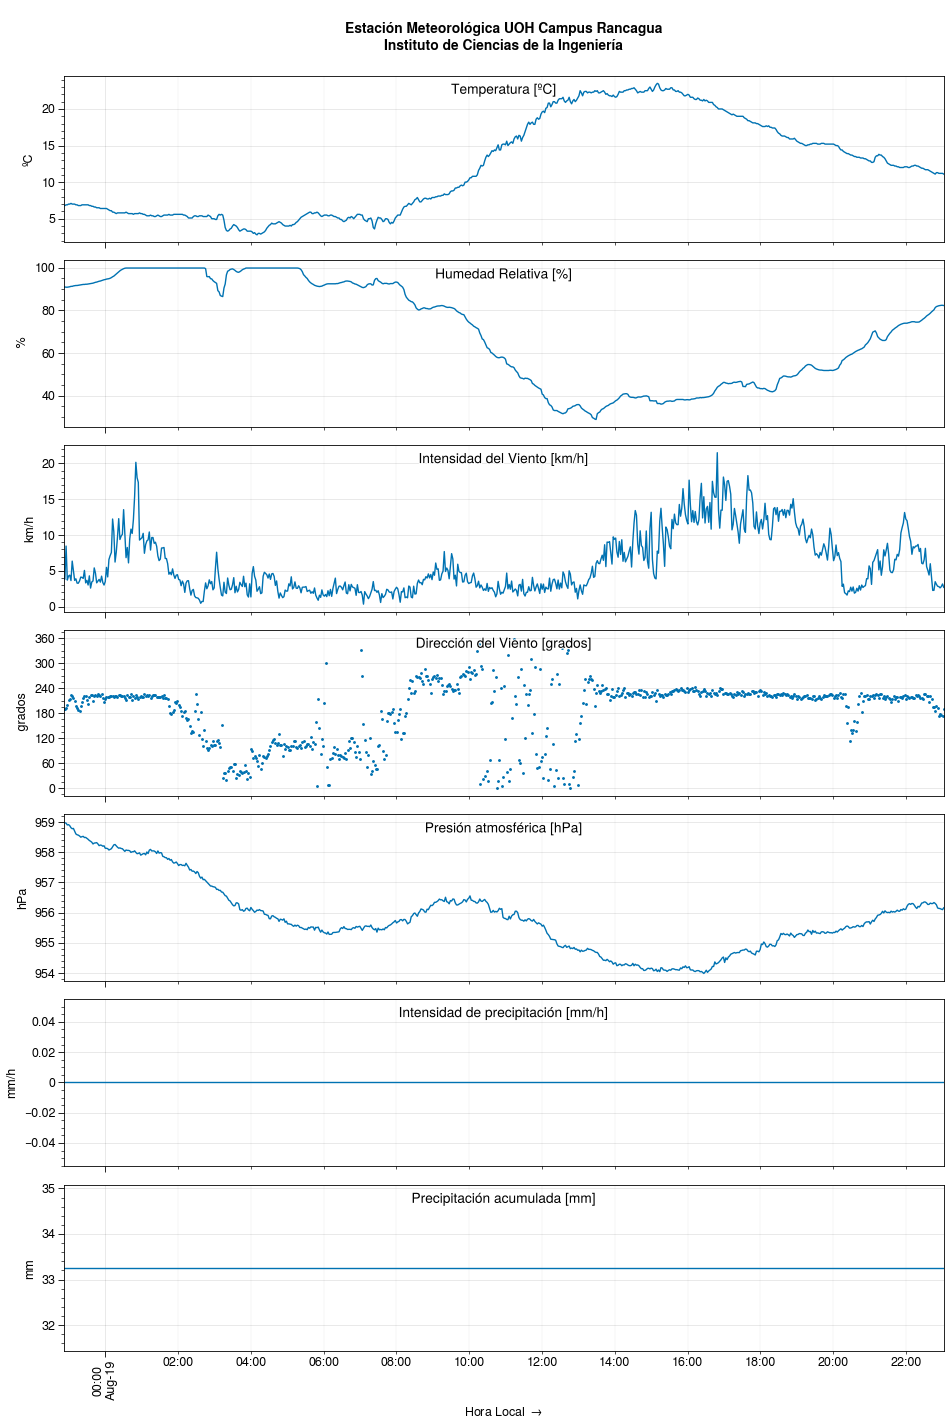 Estación Meteorológica UOH Campus Rancagua
Instituto de Ciencias de la Ingeniería
Temperatura [ºC]
ºC
20
15
10
5
Humedad Relativa [%]
%
100
80
60
40
Intensidad del Viento [km/h]
km/h
20
15
10
5
0
Dirección del Viento [grados]
grados
360
300
240
180
120
60
0
Presión atmosférica [hPa]
hPa
959
958
957
956
955
954
Intensidad de precipitación [mm/h]
mm/h
0.04
0.02
0
−0.02
−0.04
Precipitación acumulada [mm]
mm
35
34
33
32
00:00
Aug-19
02:00
04:00
06:00
08:00
10:00
12:00
14:00
16:00
18:00
20:00
22:00
Hora Local →